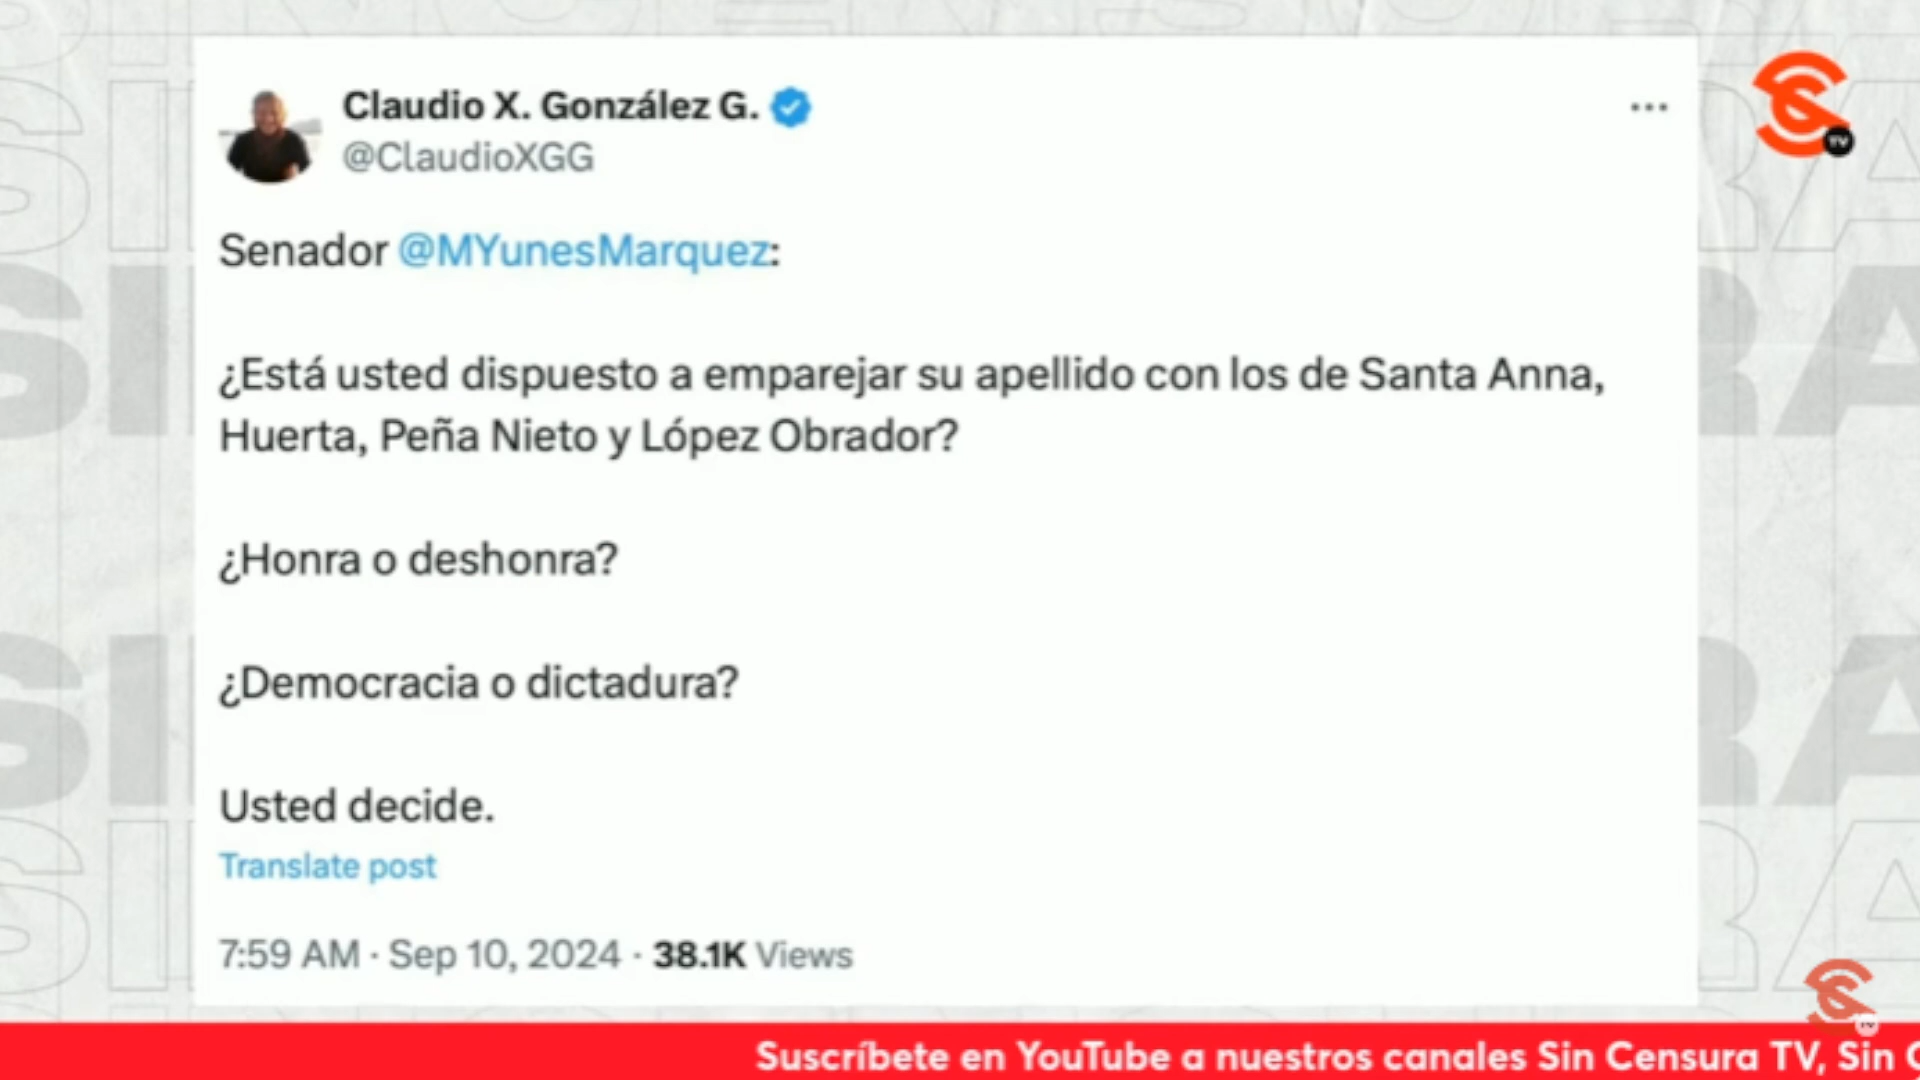 Claudio X. González G.
@ClaudioXGG
Senador @MYunesMarquez:
¿Está usted dispuesto a emparejar su apellido con los de Santa Anna,
Huerta, Peña Nieto y López Obrador?
¿Honra o deshonra?
¿Democracia o dictadura?
Usted decide.
Translate post
7:59 AM · Sep 10, 2024 · 38.1K Views
TV
Suscríbete en YouTube a nuestros canales Sin Censura TV, Sin